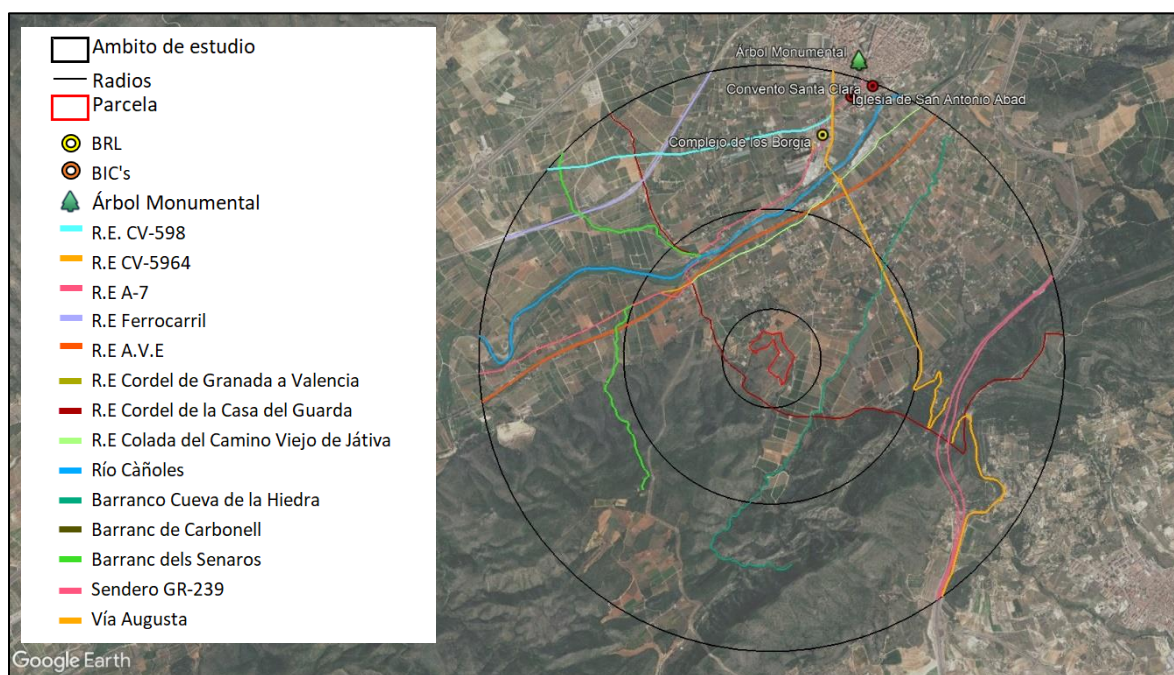 Ambito de estudio
Radios
Parcela
BRL
BIC's
Árbol Monumental
R.E. CV-598
R.E CV-5964
R.E A-7
R.E Ferrocarril
R.E A.V.E
R.E Cordel de Granada a Valencia
R.E Cordel de la Casa del Guarda
R.E Colada del Camino Viejo de Játiva
Río Càñoles
Barranco Cueva de la Hiedra
Barranc de Carbonell
Barranc dels Senaros
Sendero GR-239
Vía Augusta
Google Earth
Árbol Monumental
Convento Santa Clara
Iglesia de San Antonio Abad
Complejo de los Borgia